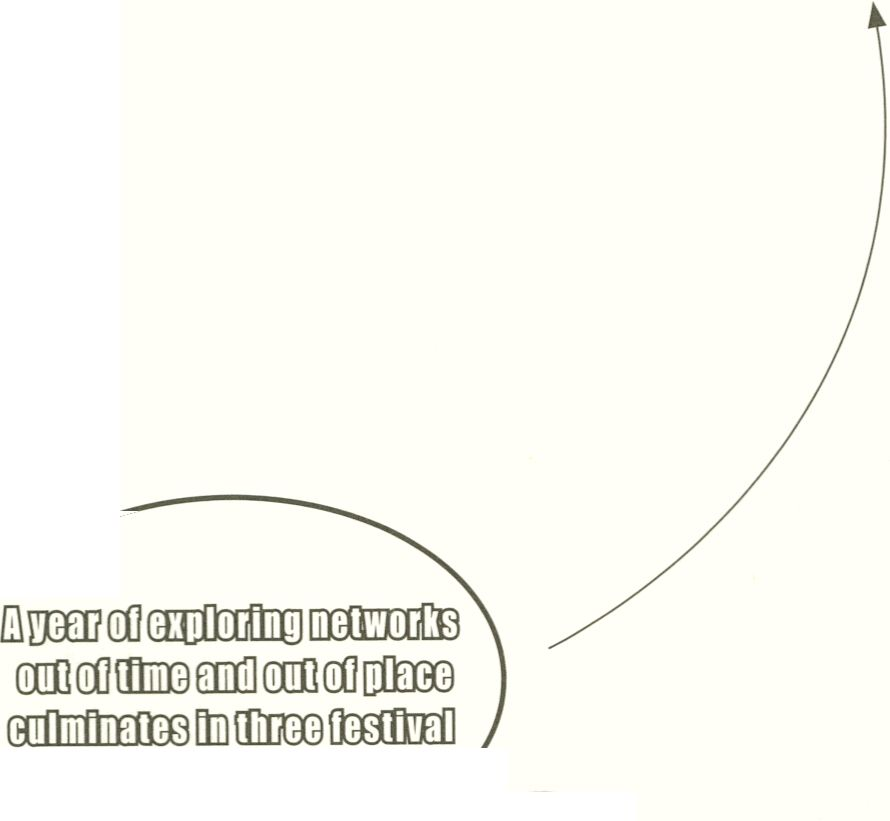 A year of exploring networks
out of time and out of place
culminates in three festival